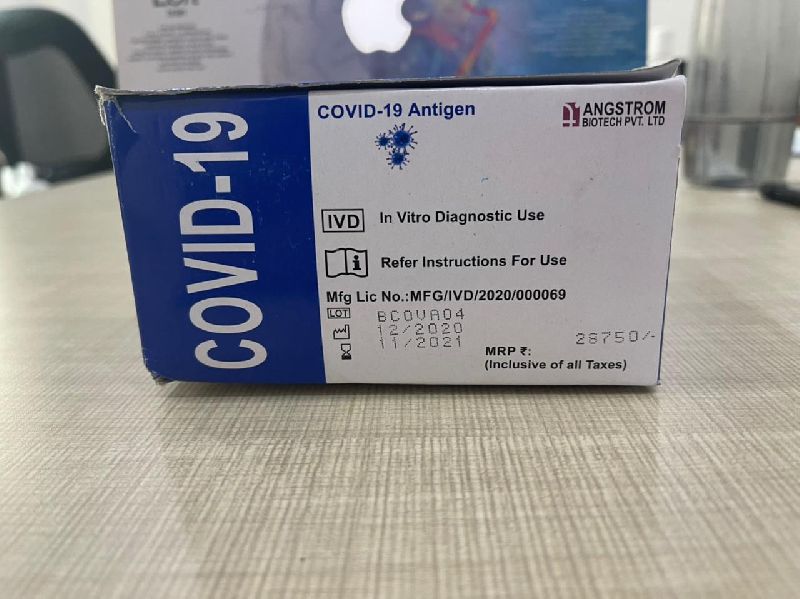 COVID-19
COVID-19 Antigen
ANGSTROM
BIOTECH PVT. LTD
IVD In Vitro Diagnostic Use
i Refer Instructions For Use
Mfg Lic No.:MFG/IVD/2020/000069
LOT BCOVA04
12/2020
11/2021
28750/-
MRP ₹:
(Inclusive of all Taxes)